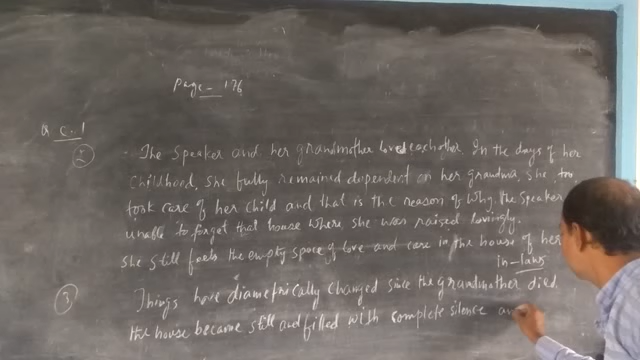 Page - 176
Q C.1
2
. The Speaker and her grandmother loved eachother. In the days of her
childhood, she fully remained dependent on her grandma, she too
took care of her child and that is the reason of why the speaker
unable to forget that house where she was raised lovingly.
she still feels the empty space of love and care in the house of her
in-laws
3
Things have diametrically changed since the grandmother died.
the house became still and filled with complete silence an